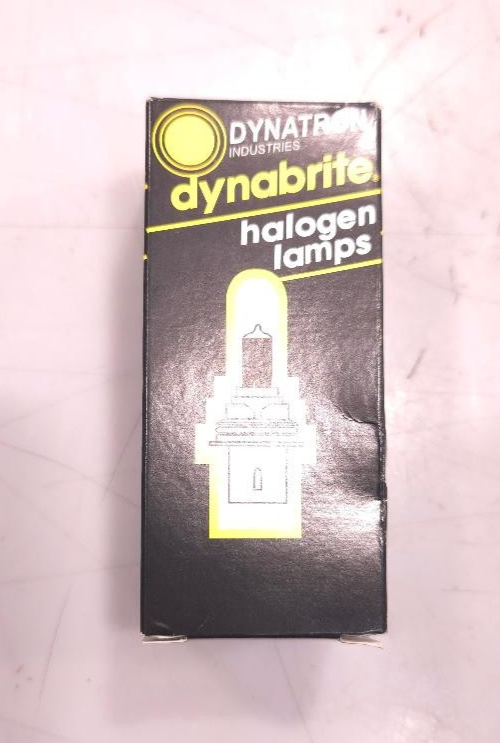 DYNATRON
INDUSTRIES
dynabrite
halogen
lamps